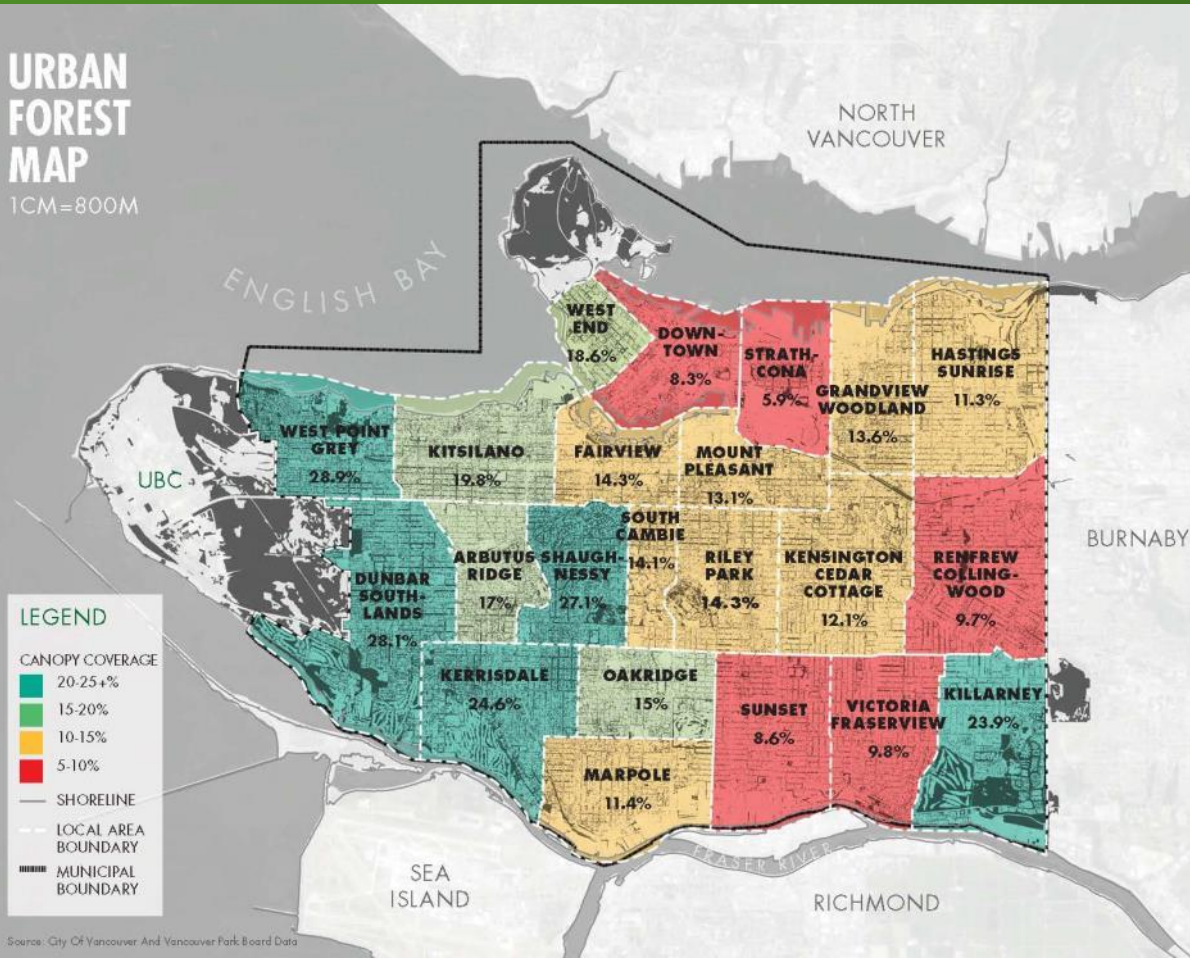 URBAN
FOREST
MAP
1CM=800M
NORTH
VANCOUVER
ENGLISH BAY
WEST
END
18.6%
DOWN-
TOWN
8.3%
STRATH-
CONA
5.9%
GRANDVIEW
WOODLAND
13.6%
HASTINGS
SUNRISE
11.3%
WEST POINT
GREY
28.9%
KITSILANO
19.8%
FAIRVIEW
14.3%
MOUNT
PLEASANT
13.1%
UBC
BURNABY
DUNBAR
SOUTH-
LANDS
28.1%
ARBUTUS
RIDGE
17%
SHAUGH-
NESSY
27.1%
SOUTH
CAMBIE
14.1%
RILEY
PARK
14.3%
KENSINGTON
CEDAR
COTTAGE
12.1%
RENFREW
COLLING-
WOOD
9.7%
KERRISDALE
24.6%
OAKRIDGE
15%
SUNSET
8.6%
VICTORIA
FRASERVIEW
9.8%
KILLARNEY
23.9%
MARPOLE
11.4%
FRASER RIVER
SEA
ISLAND
RICHMOND
LEGEND
CANOPY COVERAGE
20-25+%
15-20%
10-15%
5-10%
SHORELINE
LOCAL AREA
BOUNDARY
MUNICIPAL
BOUNDARY
Source: City Of Vancouver And Vancouver Park Board Data